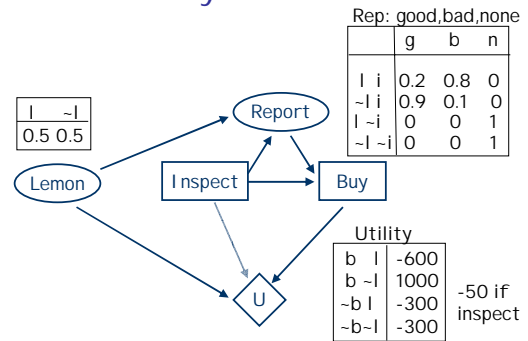 Rep: good,bad,none
g b n
l i 0.2 0.8 0
~l i 0.9 0.1 0
l ~i 0 0 1
~l ~i 0 0 1
l ~l
0.5 0.5
Report
Lemon
Inspect
Buy
U
Utility
b l -600
b ~l 1000
~b l -300
~b~l -300
-50 if
inspect